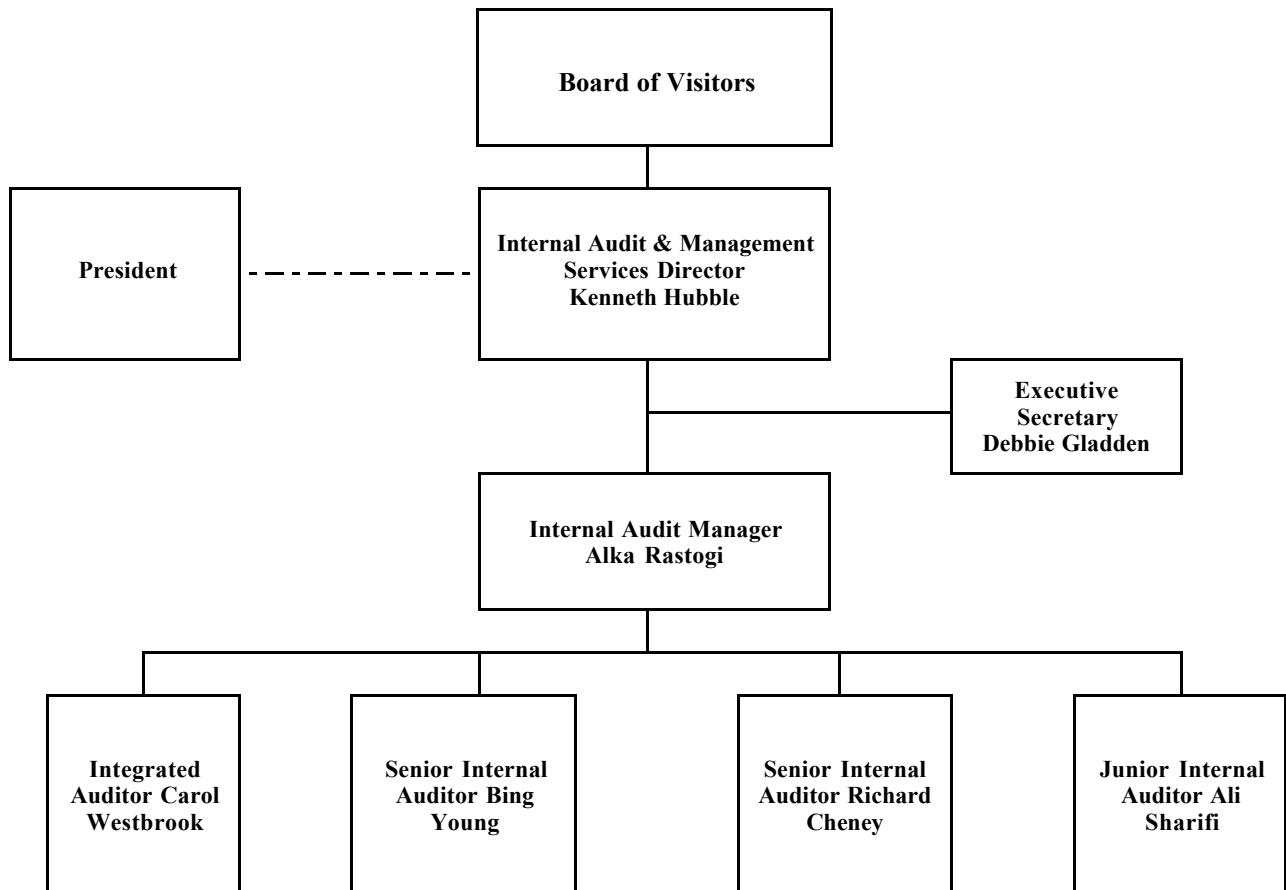 Board of Visitors
President
Internal Audit & Management
Services Director
Kenneth Hubble
Executive
Secretary
Debbie Gladden
Internal Audit Manager
Alka Rastogi
Integrated
Auditor Carol
Westbrook
Senior Internal
Auditor Bing
Young
Senior Internal
Auditor Richard
Cheney
Junior Internal
Auditor Ali
Sharifi